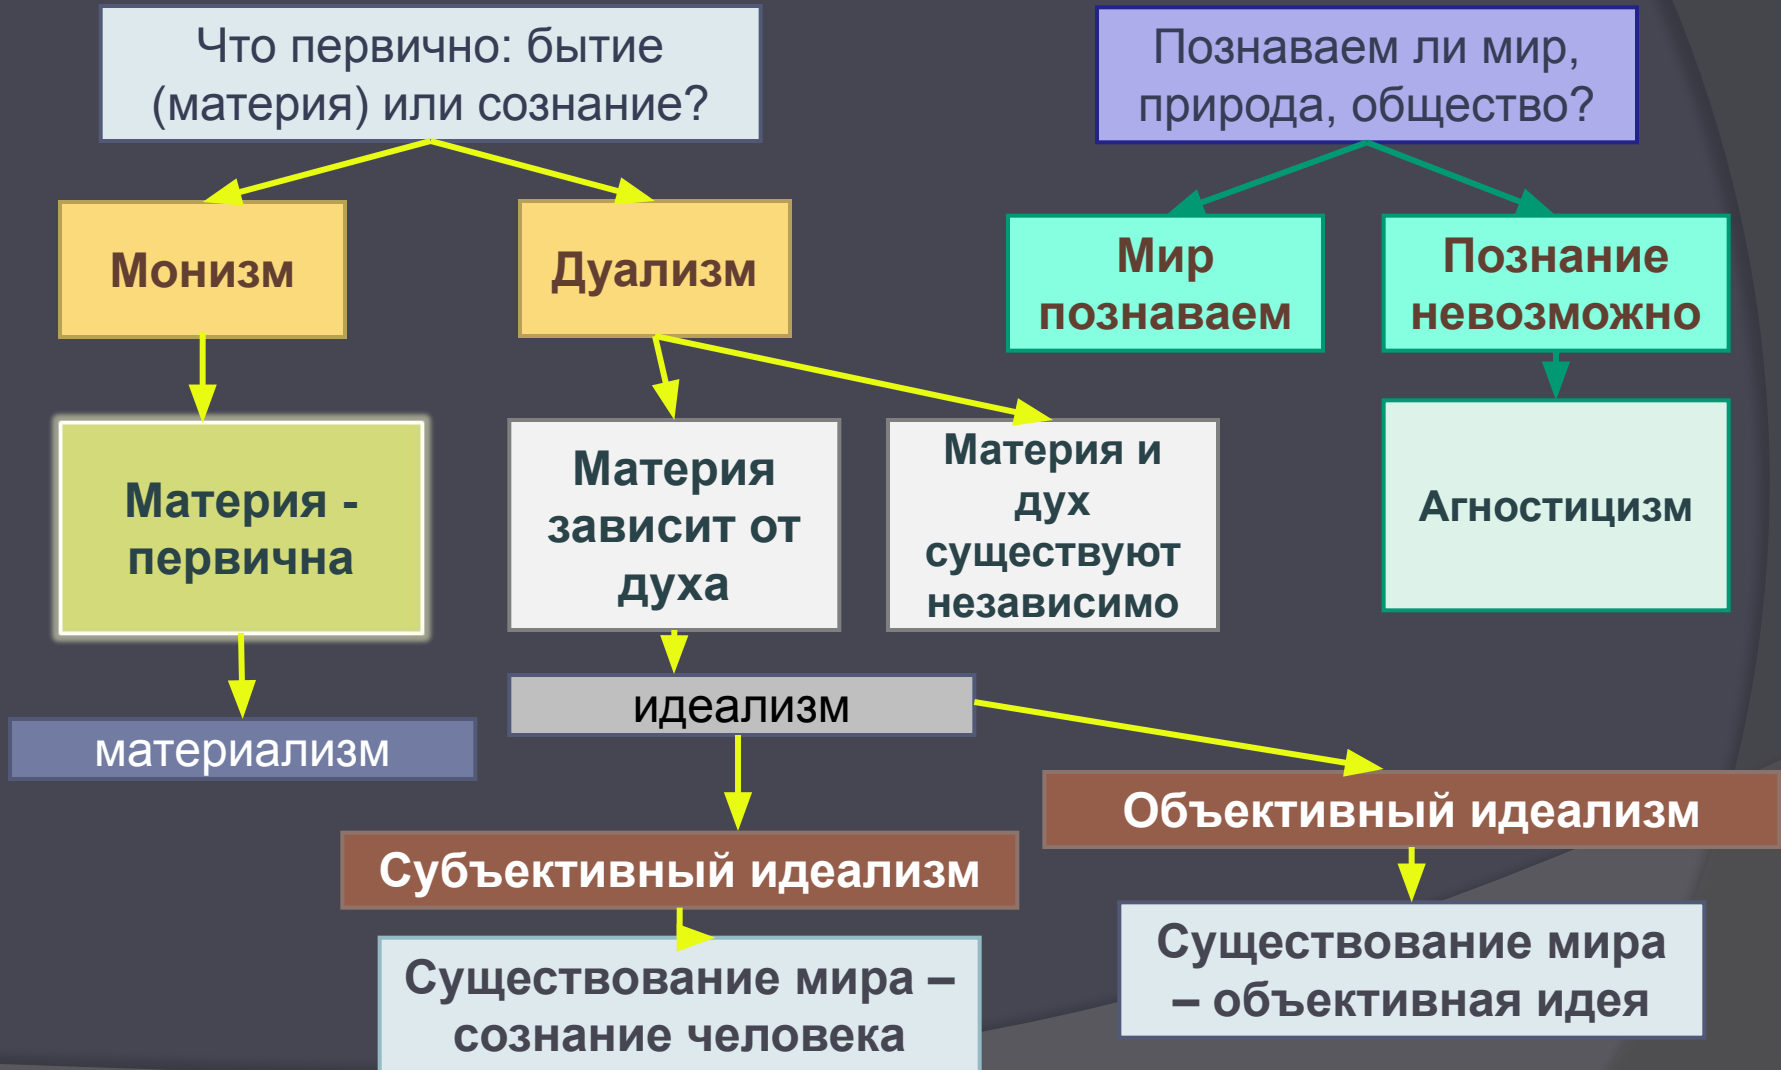 Что первично: бытие
(материя) или сознание?
Познаваем ли мир,
природа, общество?
Монизм
Дуализм
Мир
познаваем
Познание
невозможно
Материя -
первична
Материя
зависит от
духа
Материя и
дух
существуют
независимо
Агностицизм
материализм
идеализм
Субъективный идеализм
Объективный идеализм
Существование мира –
сознание человека
Существование мира
– объективная идея